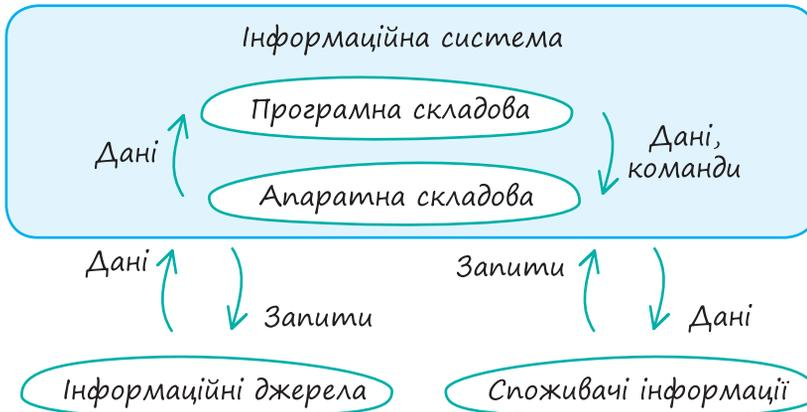 Інформаційна система
Програмна складова
Дані
Дані,
команди
Апаратна складова
Дані
Запити
Запити
Дані
Інформаційні джерела
Споживачі інформації